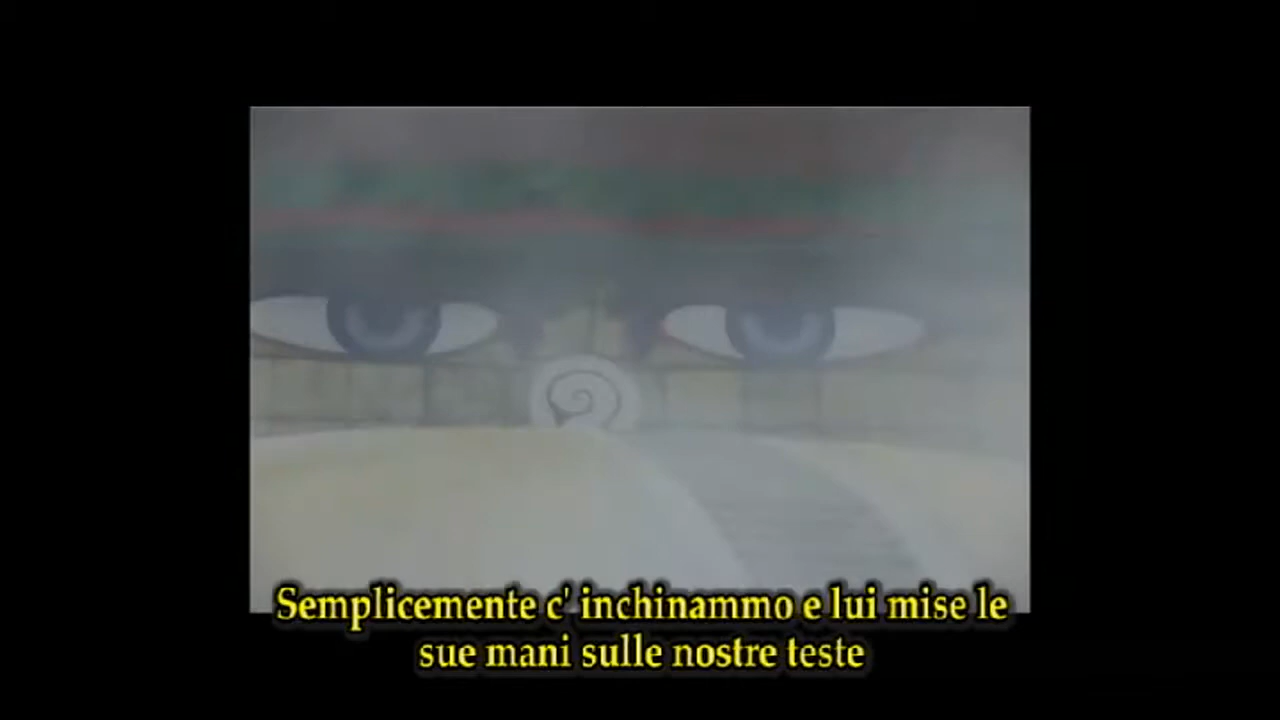 Semplicemente c' inchinammo e lui mise le
sue mani sulle nostre teste